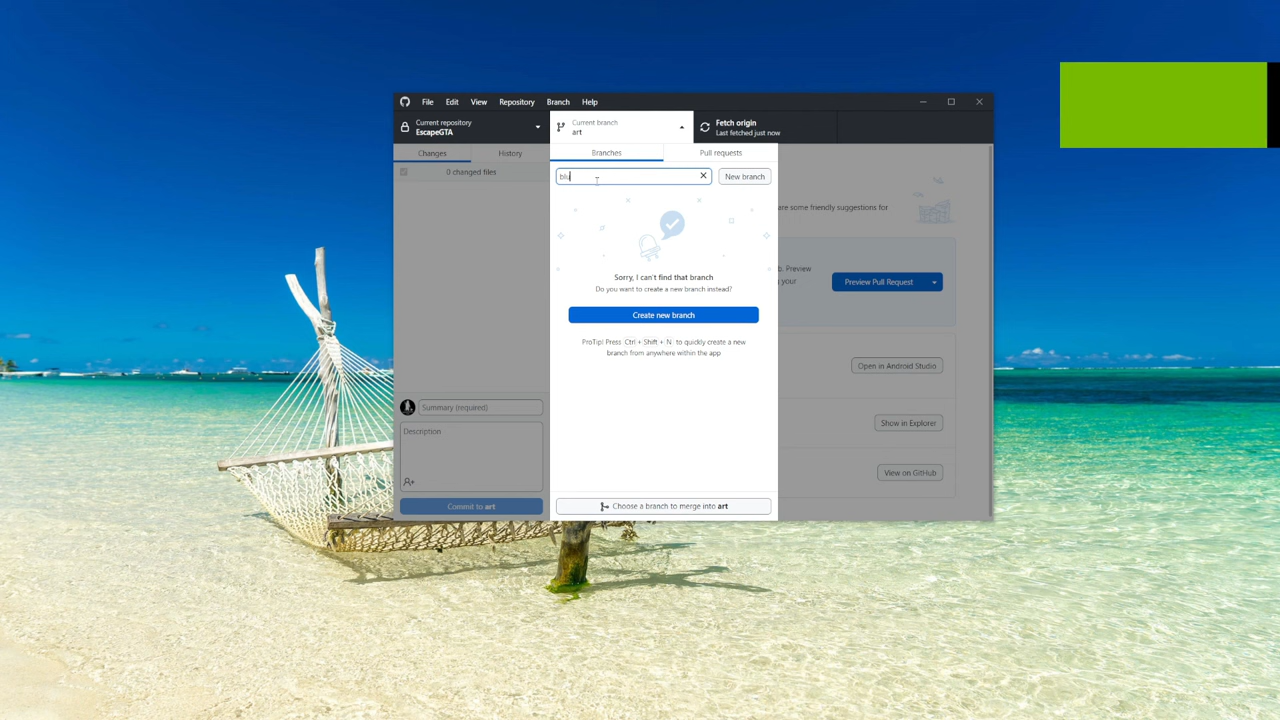 File Edit View Repository Branch Help
Current repository
EscapeGTA
Current branch
art
Fetch origin
Last fetched just now
Changes
History
Branches
Pull requests
0 changed files
blu
New branch
are some friendly suggestions for
Sorry, I can't find that branch
Do you want to create a new branch instead?
b. Preview
your
Preview Pull Request
Create new branch
ProTip! Press Ctrl + Shift + N to quickly create a new
branch from anywhere within the app
Open in Android Studio
Summary (required)
Description
Show in Explorer
View on GitHub
Commit to art
Choose a branch to merge into art